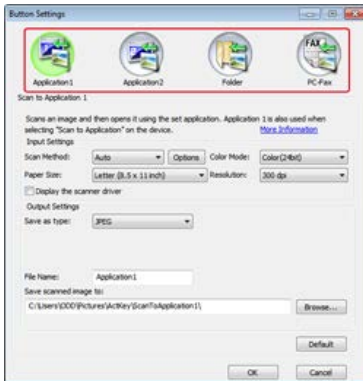 Button Settings
FAX
Application1 Application2 Folder PC-Fax
Scan to Application 1
Scans an image and then opens it using the set application. Application 1 is also used when
selecting "Scan to Application" on the device. More Information
Input Settings
Scan Method: Auto Options Color Mode: Color(24bit)
Paper Size: Letter (8.5 x 11 inch) Resolution: 300 dpi
Display the scanner driver
Output Settings
Save as type: JPEG
File Name: Application1
Save scanned image to:
C:\Users\DDD\Pictures\ActKey\ScanToApplication1\ Browse...
Default
OK Cancel